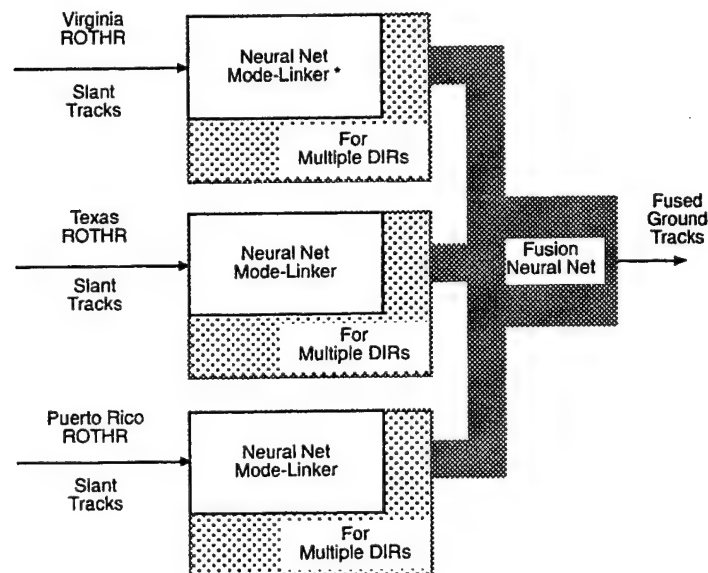 Virginia
ROTHR
Slant
Tracks
Neural Net
Mode-Linker *
For
Multiple DIRs
Texas
ROTHR
Slant
Tracks
Neural Net
Mode-Linker
For
Multiple DIRs
Puerto Rico
ROTHR
Slant
Tracks
Neural Net
Mode-Linker
For
Multiple DIRs
Fusion
Neural Net
Fused
Ground
Tracks